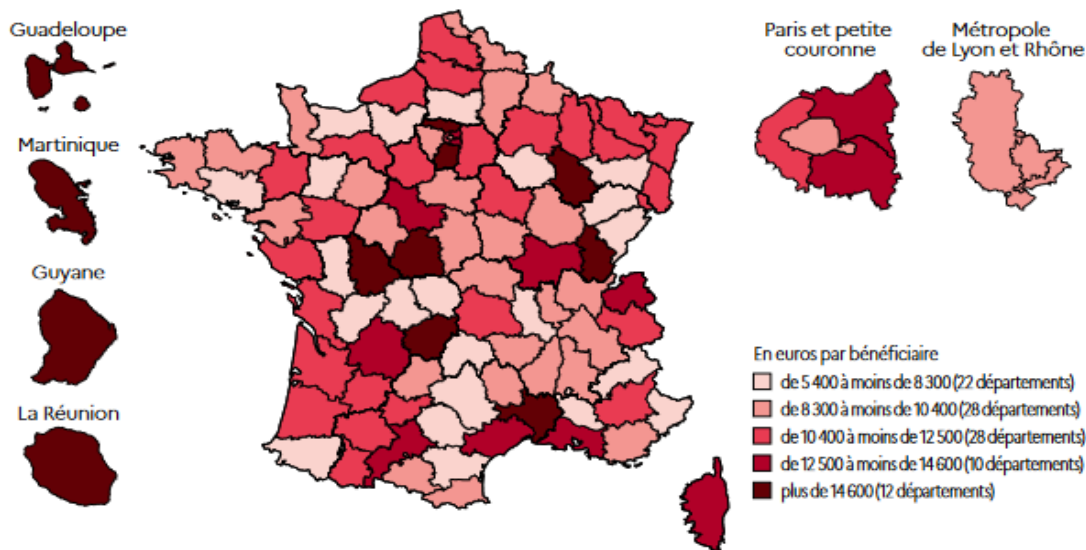 Guadeloupe
Martinique
Guyane
La Réunion
Paris et petite
couronne
Métropole
de Lyon et Rhône
En euros par bénéficiaire
de 5 400 à moins de 8 300 (22 départements)
de 8 300 à moins de 10 400 (28 départements)
de 10 400 à moins de 12 500 (28 départements)
de 12 500 à moins de 14 600 (10 départements)
plus de 14 600 (12 départements)